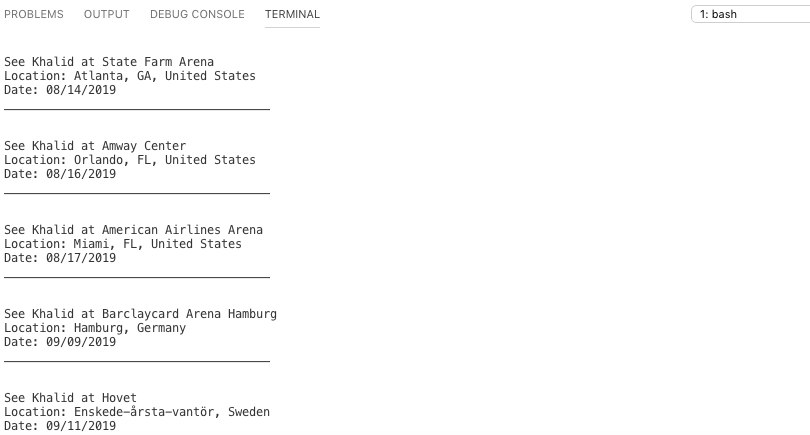 PROBLEMS OUTPUT DEBUG CONSOLE TERMINAL 1: bash
See Khalid at State Farm Arena
Location: Atlanta, GA, United States
Date: 08/14/2019
See Khalid at Amway Center
Location: Orlando, FL, United States
Date: 08/16/2019
See Khalid at American Airlines Arena
Location: Miami, FL, United States
Date: 08/17/2019
See Khalid at Barclaycard Arena Hamburg
Location: Hamburg, Germany
Date: 09/09/2019
See Khalid at Hovet
Location: Enskede-årsta-vantör, Sweden
Date: 09/11/2019